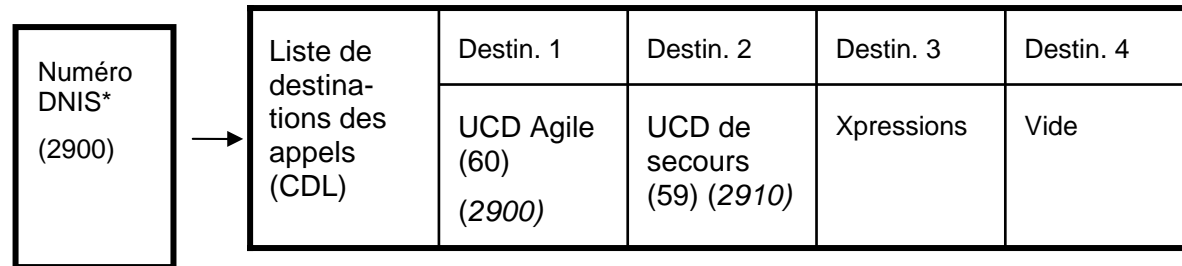 Numéro
DNIS*
(2900)
Liste de
destina-
tions des
appels
(CDL)
Destin. 1
Destin. 2
Destin. 3
Destin. 4
UCD Agile
(60)
(2900)
UCD de
secours
(59) (2910)
Xpressions
Vide